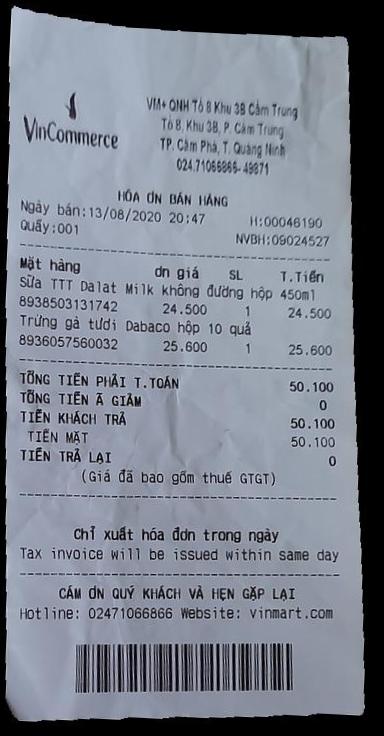 VinCommerce
VM+ QNH Tổ 8 Khu 3B Cẩm Trung
Tổ 8, Khu 3B, P. Cẩm Trung
TP. Cẩm Phả, T. Quảng Ninh
024.71066866-49871
HÓA ƠN BÁN HÀNG
Ngày bán:13/08/2020 20:47 H:00046190
Quầy:001 NVBH:09024527
Mặt hàng ơn giá SL T.Tiền
Sữa TTT Dalat Milk không đường hộp 450ml
8938503131742 24.500 1 24.500
Trứng gà tươi Dabaco hộp 10 quả
8936057560032 25.600 1 25.600
TỔNG TIỀN PHẢI T.TOÁN 50.100
TỔNG TIỀN Ã GIẢM 0
TIỀN KHÁCH TRẢ 50.100
TIỀN MẶT 50.100
TIỀN TRẢ LẠI 0
(Giá đã bao gồm thuế GTGT)
Chỉ xuất hóa đơn trong ngày
Tax invoice will be issued within same day
CẢM ƠN QUÝ KHÁCH VÀ HẸN GẶP LẠI
Hotline: 02471066866 Website: vinmart.com